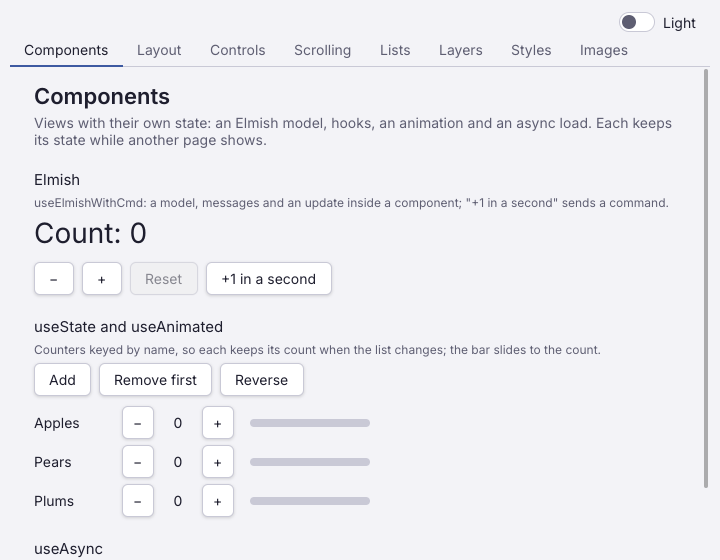 Light
Components Layout Controls Scrolling Lists Layers Styles Images
Components
Views with their own state: an Elmish model, hooks, an animation and an async load. Each keeps
its state while another page shows.
Elmish
useElmishWithCmd: a model, messages and an update inside a component; "+1 in a second" sends a command.
Count: 0
− + Reset +1 in a second
useState and useAnimated
Counters keyed by name, so each keeps its count when the list changes; the bar slides to the count.
Add Remove first Reverse
Apples − 0 +
Pears − 0 +
Plums − 0 +
useAsync